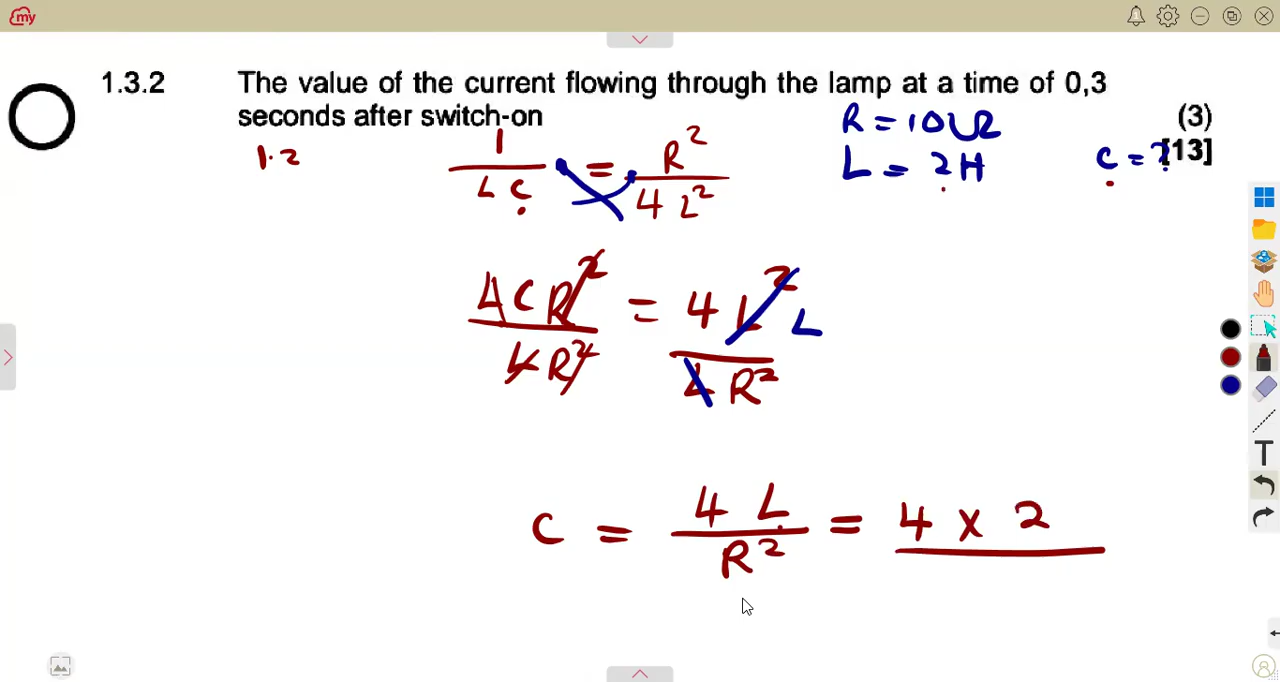 my
1.3.2 The value of the current flowing through the lamp at a time of 0,3
seconds after switch-on
(3)
[13]
R = 10Ω
L = 2H
C = ?
1.2
1/LC = R²/4L²
4CR²/4R² = 4L²/4R² L
C = 4L/R² = 4 x 2
T